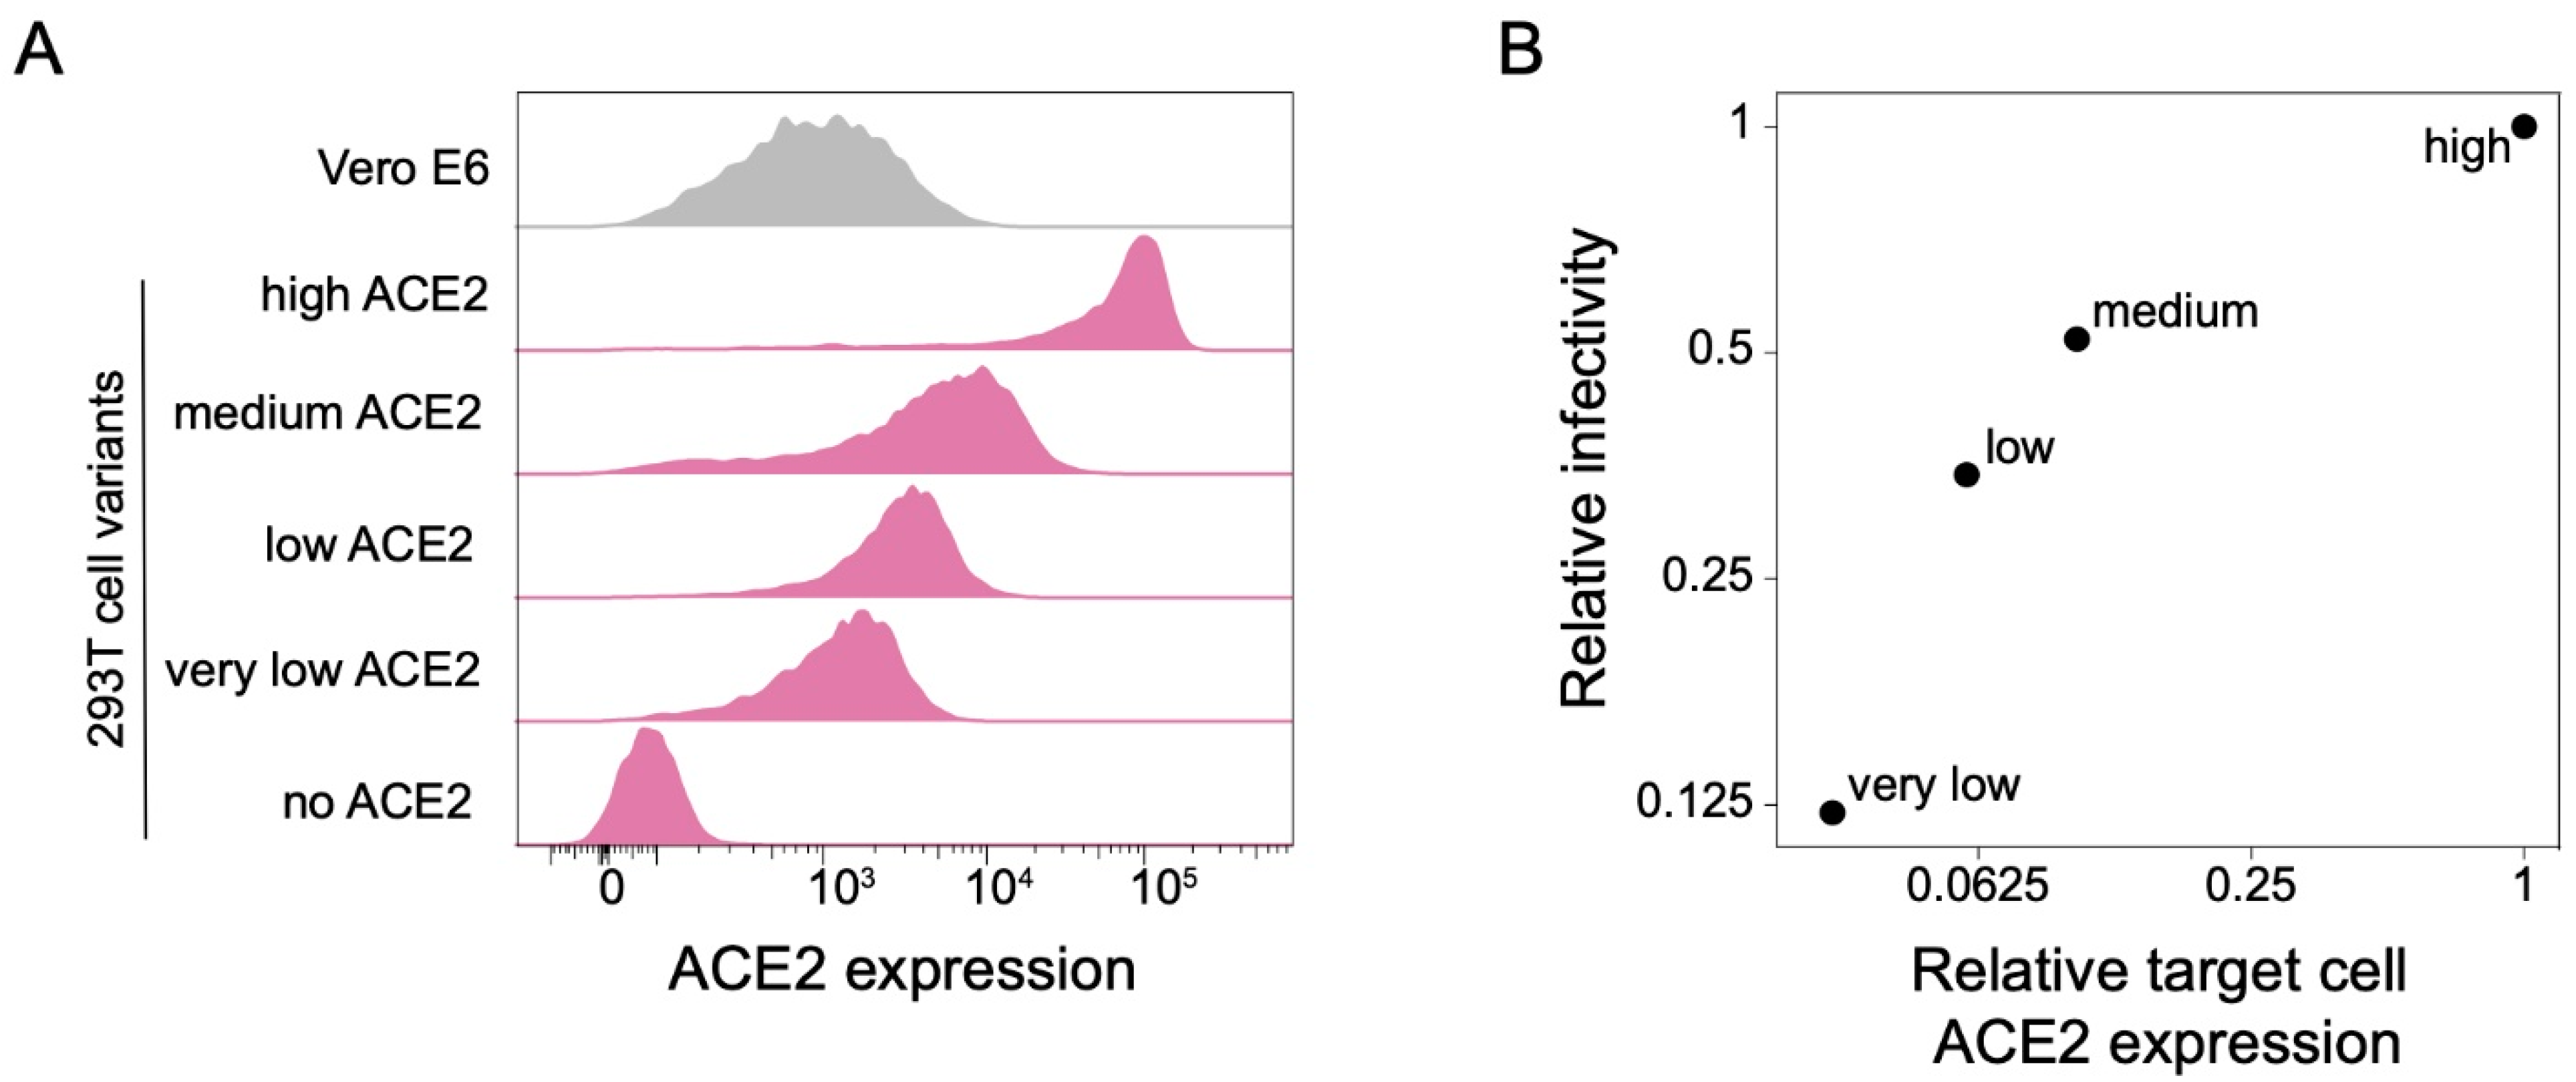 A
Vero E6
high ACE2
medium ACE2
low ACE2
very low ACE2
no ACE2
293T cell variants
0
10³
10⁴
10⁵
ACE2 expression
B
1
0.5
0.25
0.125
Relative infectivity
high
medium
low
very low
0.0625
0.25
1
Relative target cell
ACE2 expression